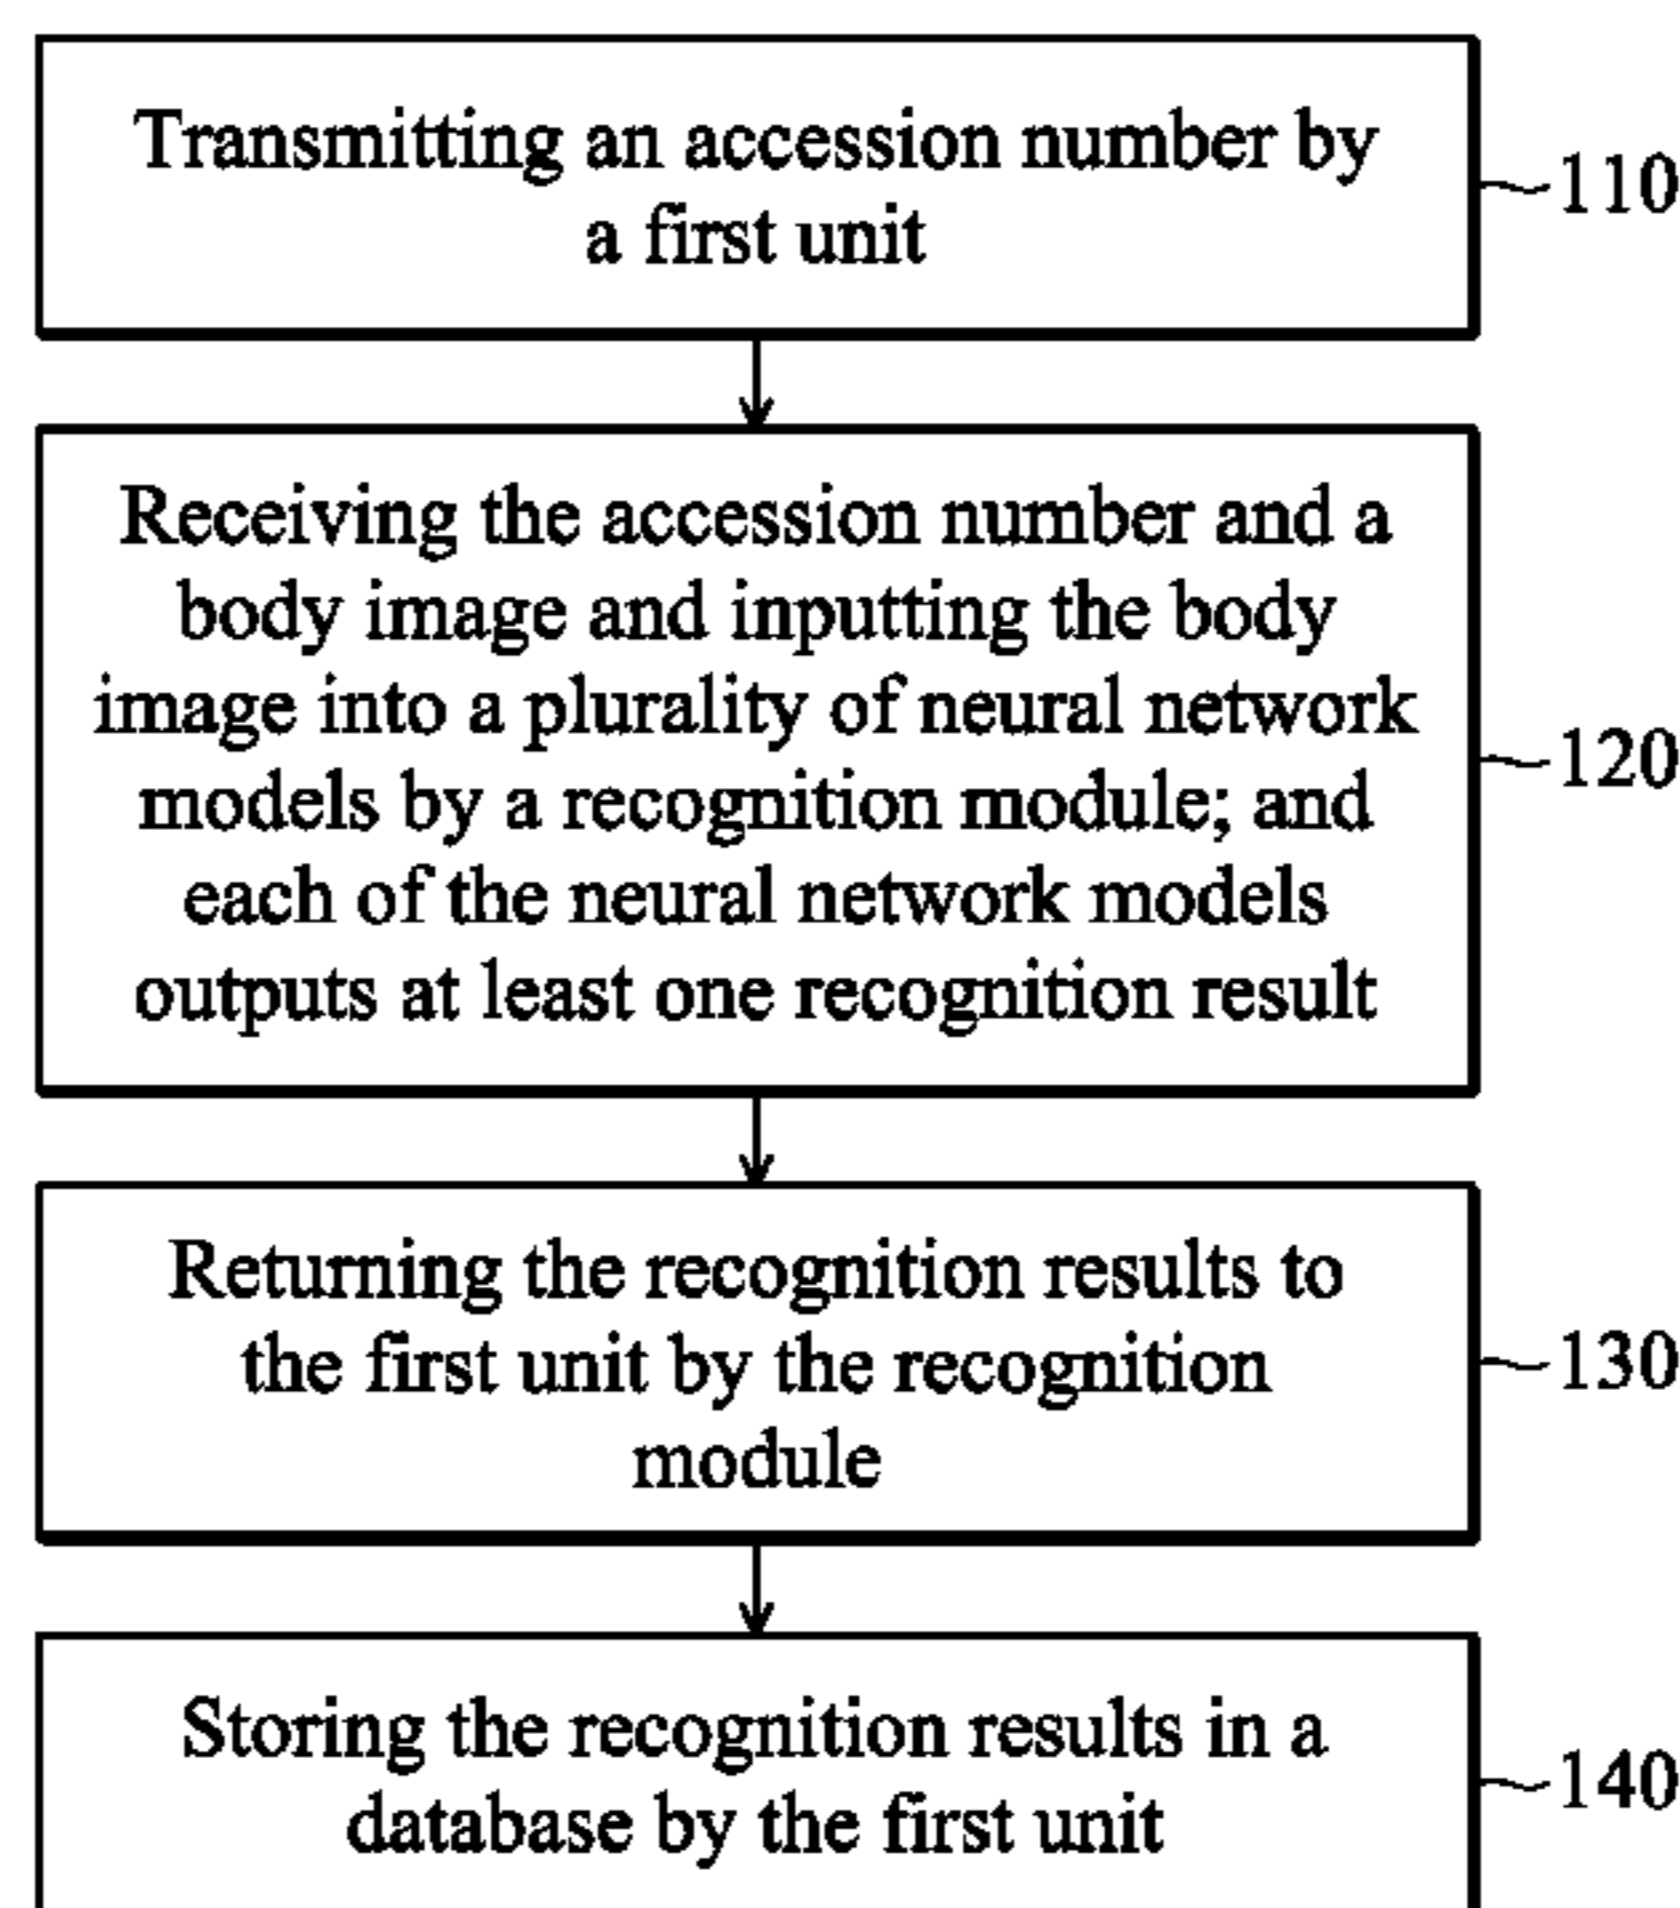 Transmitting an accession number by
a first unit
110
Receiving the accession number and a
body image and inputting the body
image into a plurality of neural network
models by a recognition module; and
each of the neural network models
outputs at least one recognition result
120
Returning the recognition results to
the first unit by the recognition
module
130
Storing the recognition results in a
database by the first unit
140